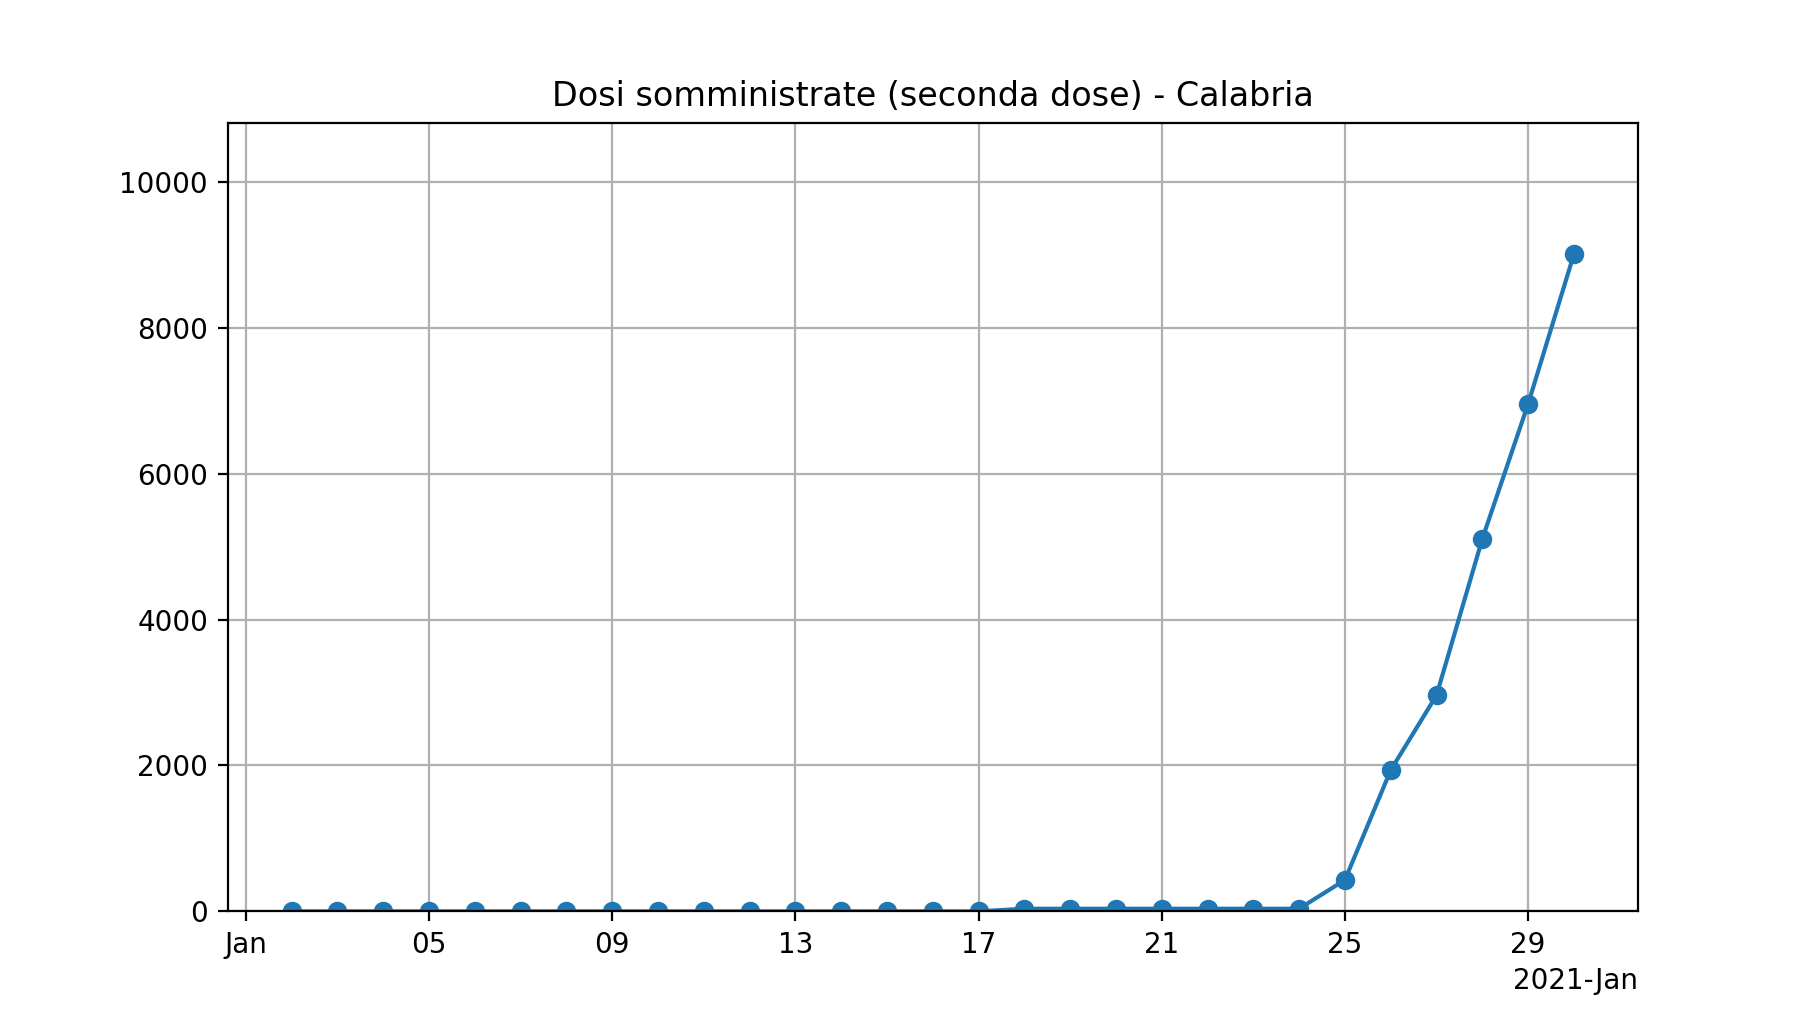 Dosi somministrate (seconda dose) - Calabria
10000
8000
6000
4000
2000
0
Jan 05 09 13 17 21 25 29
2021-Jan